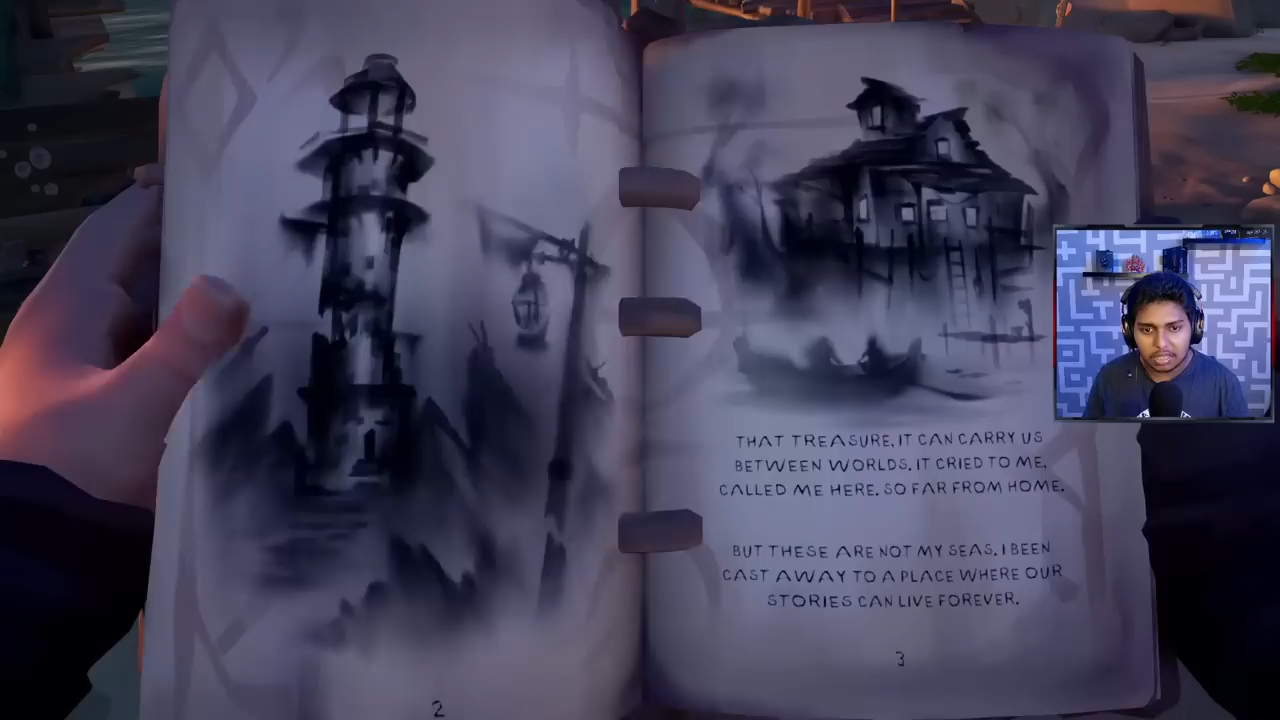 THAT TREASURE, IT CAN CARRY US
BETWEEN WORLDS. IT CRIED TO ME,
CALLED ME HERE. SO FAR FROM HOME.
BUT THESE ARE NOT MY SEAS. I BEEN
CAST AWAY TO A PLACE WHERE OUR
STORIES CAN LIVE FOREVER.
2
3